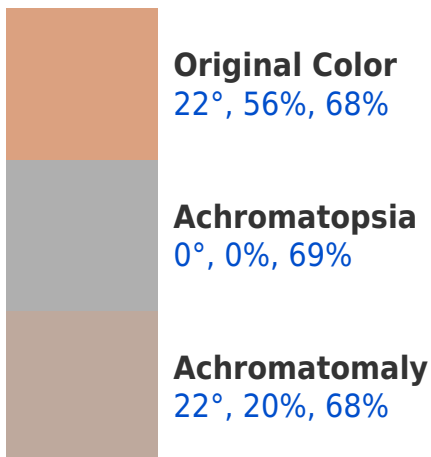 Original Color
22°, 56%, 68%
Achromatopsia
0°, 0%, 69%
Achromatomaly
22°, 20%, 68%